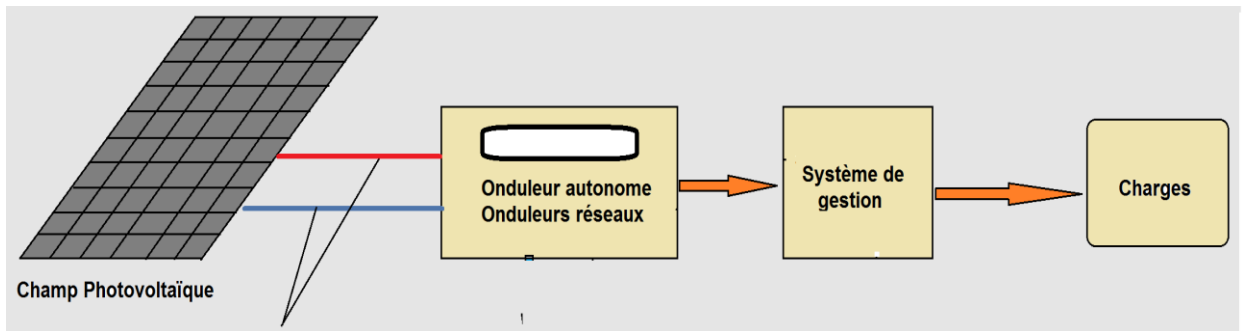 Onduleur autonome
Onduleurs réseaux
Système de
gestion
Charges
Champ Photovoltaïque